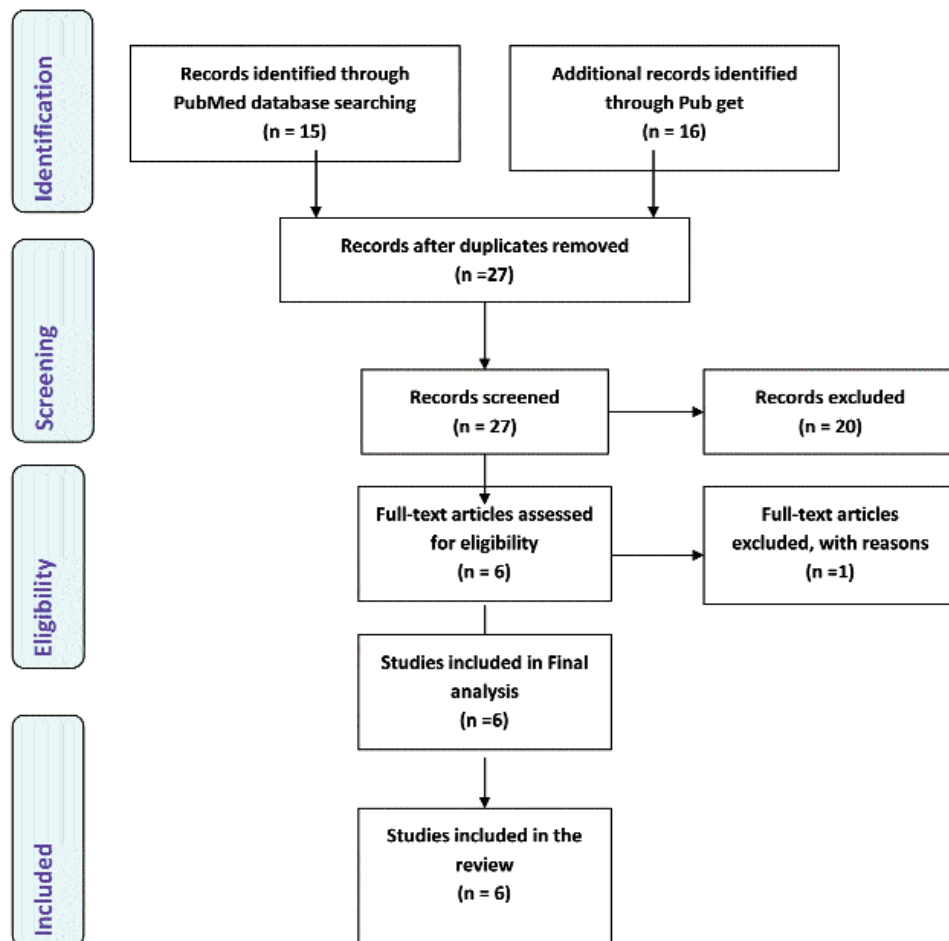 Identification
Records identified through
PubMed database searching
(n = 15)
Additional records identified
through Pub get
(n = 16)
Records after duplicates removed
(n =27)
Screening
Records screened
(n = 27)
Records excluded
(n = 20)
Eligibility
Full-text articles assessed
for eligibility
(n = 6)
Full-text articles
excluded, with reasons
(n =1)
Studies included in Final
analysis
(n =6)
Included
Studies included in the
review
(n = 6)